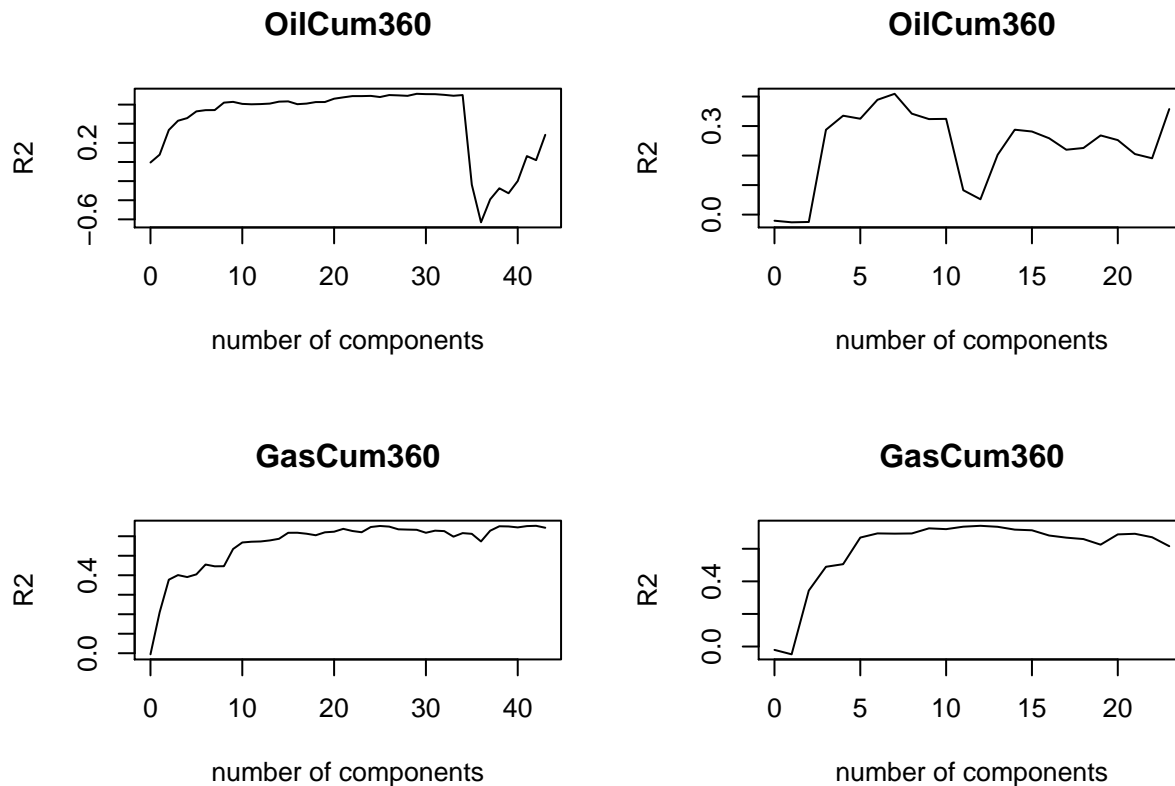 OilCum360
R2
0.2
−0.6
0 10 20 30 40
number of components
OilCum360
R2
0.3
0.0
0 5 10 15 20
number of components
GasCum360
R2
0.4
0.0
0 10 20 30 40
number of components
GasCum360
R2
0.4
0.0
0 5 10 15 20
number of components